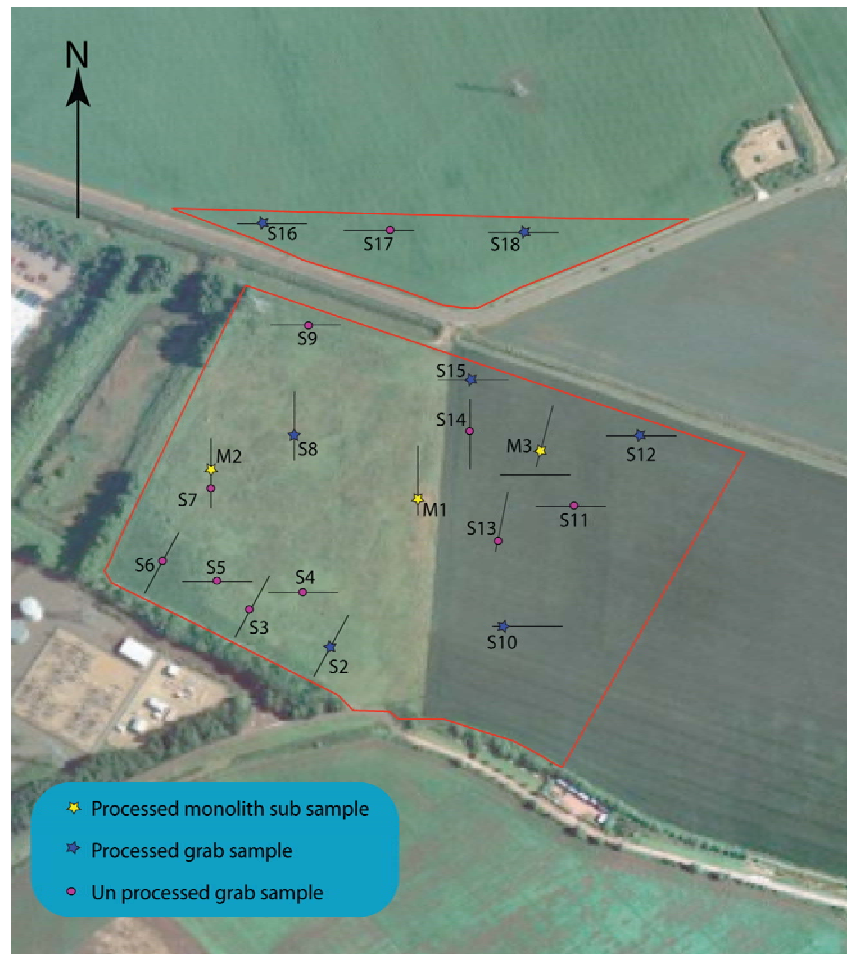 N
S16
S17
S18
S9
S15
S14
S8
M3
S12
M2
S7
M1
S11
S13
S6
S5
S4
S3
S10
S2
Processed monolith sub sample
Processed grab sample
Un processed grab sample